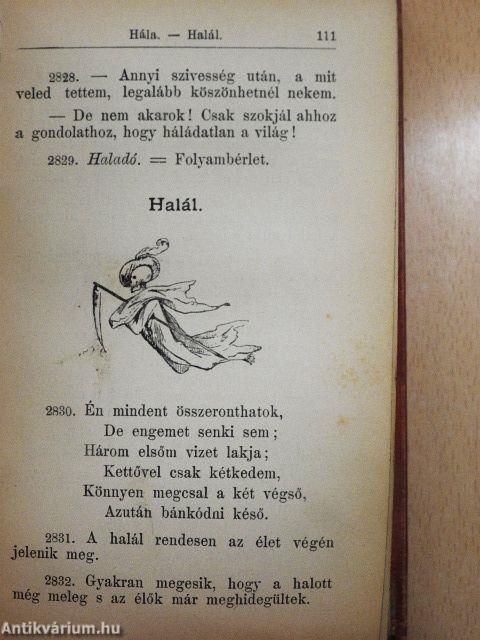 Hála. — Halál. 111
2828. — Annyi szivesség után, a mit
veled tettem, legalább köszönhetnél nekem.
— De nem akarok! Csak szokjál ahhoz
a gondolathoz, hogy háládatlan a világ!
2829. Haladó. = Folyambérlet.
Halál.
2830. Én mindent összeronthatok,
De engemet senki sem;
Három elsőm vizet lakja;
Kettővel csak kétkedem,
Könnyen megcsal a két végső,
Azután bánkódni késő.
2831. A halál rendesen az élet végén
jelenik meg.
2832. Gyakran megesik, hogy a halott
még meleg s az élők már meghidegültek.
Antikvárium.hu